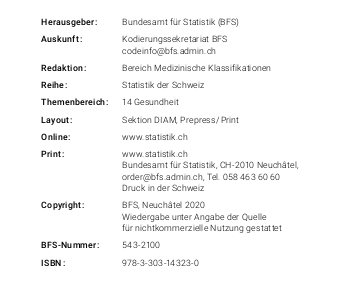 Herausgeber: Bundesamt für Statistik (BFS)
Auskunft: Kodierungssekretariat BFS
codeinfo@bfs.admin.ch
Redaktion: Bereich Medizinische Klassifikationen
Reihe: Statistik der Schweiz
Themenbereich: 14 Gesundheit
Layout: Sektion DIAM, Prepress/ Print
Online: www.statistik.ch
Print: www.statistik.ch
Bundesamt für Statistik, CH-2010 Neuchâtel,
order@bfs.admin.ch, Tel. 058 463 60 60
Druck in der Schweiz
Copyright: BFS, Neuchâtel 2020
Wiedergabe unter Angabe der Quelle
für nichtkommerzielle Nutzung gestattet
BFS-Nummer: 543-2100
ISBN: 978-3-303-14323-0